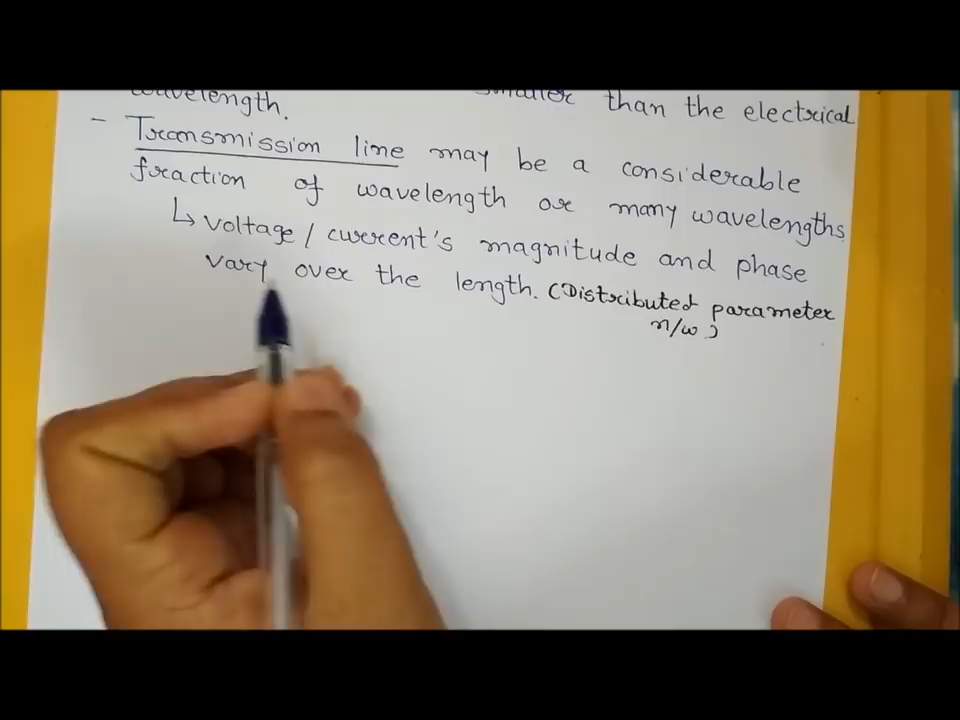 wavelength. smaller than the electrical
- Transmission line may be a considerable
fraction of wavelength or many wavelengths
↳ voltage / current's magnitude and phase
vary over the length. (Distributed parameter
n/w)